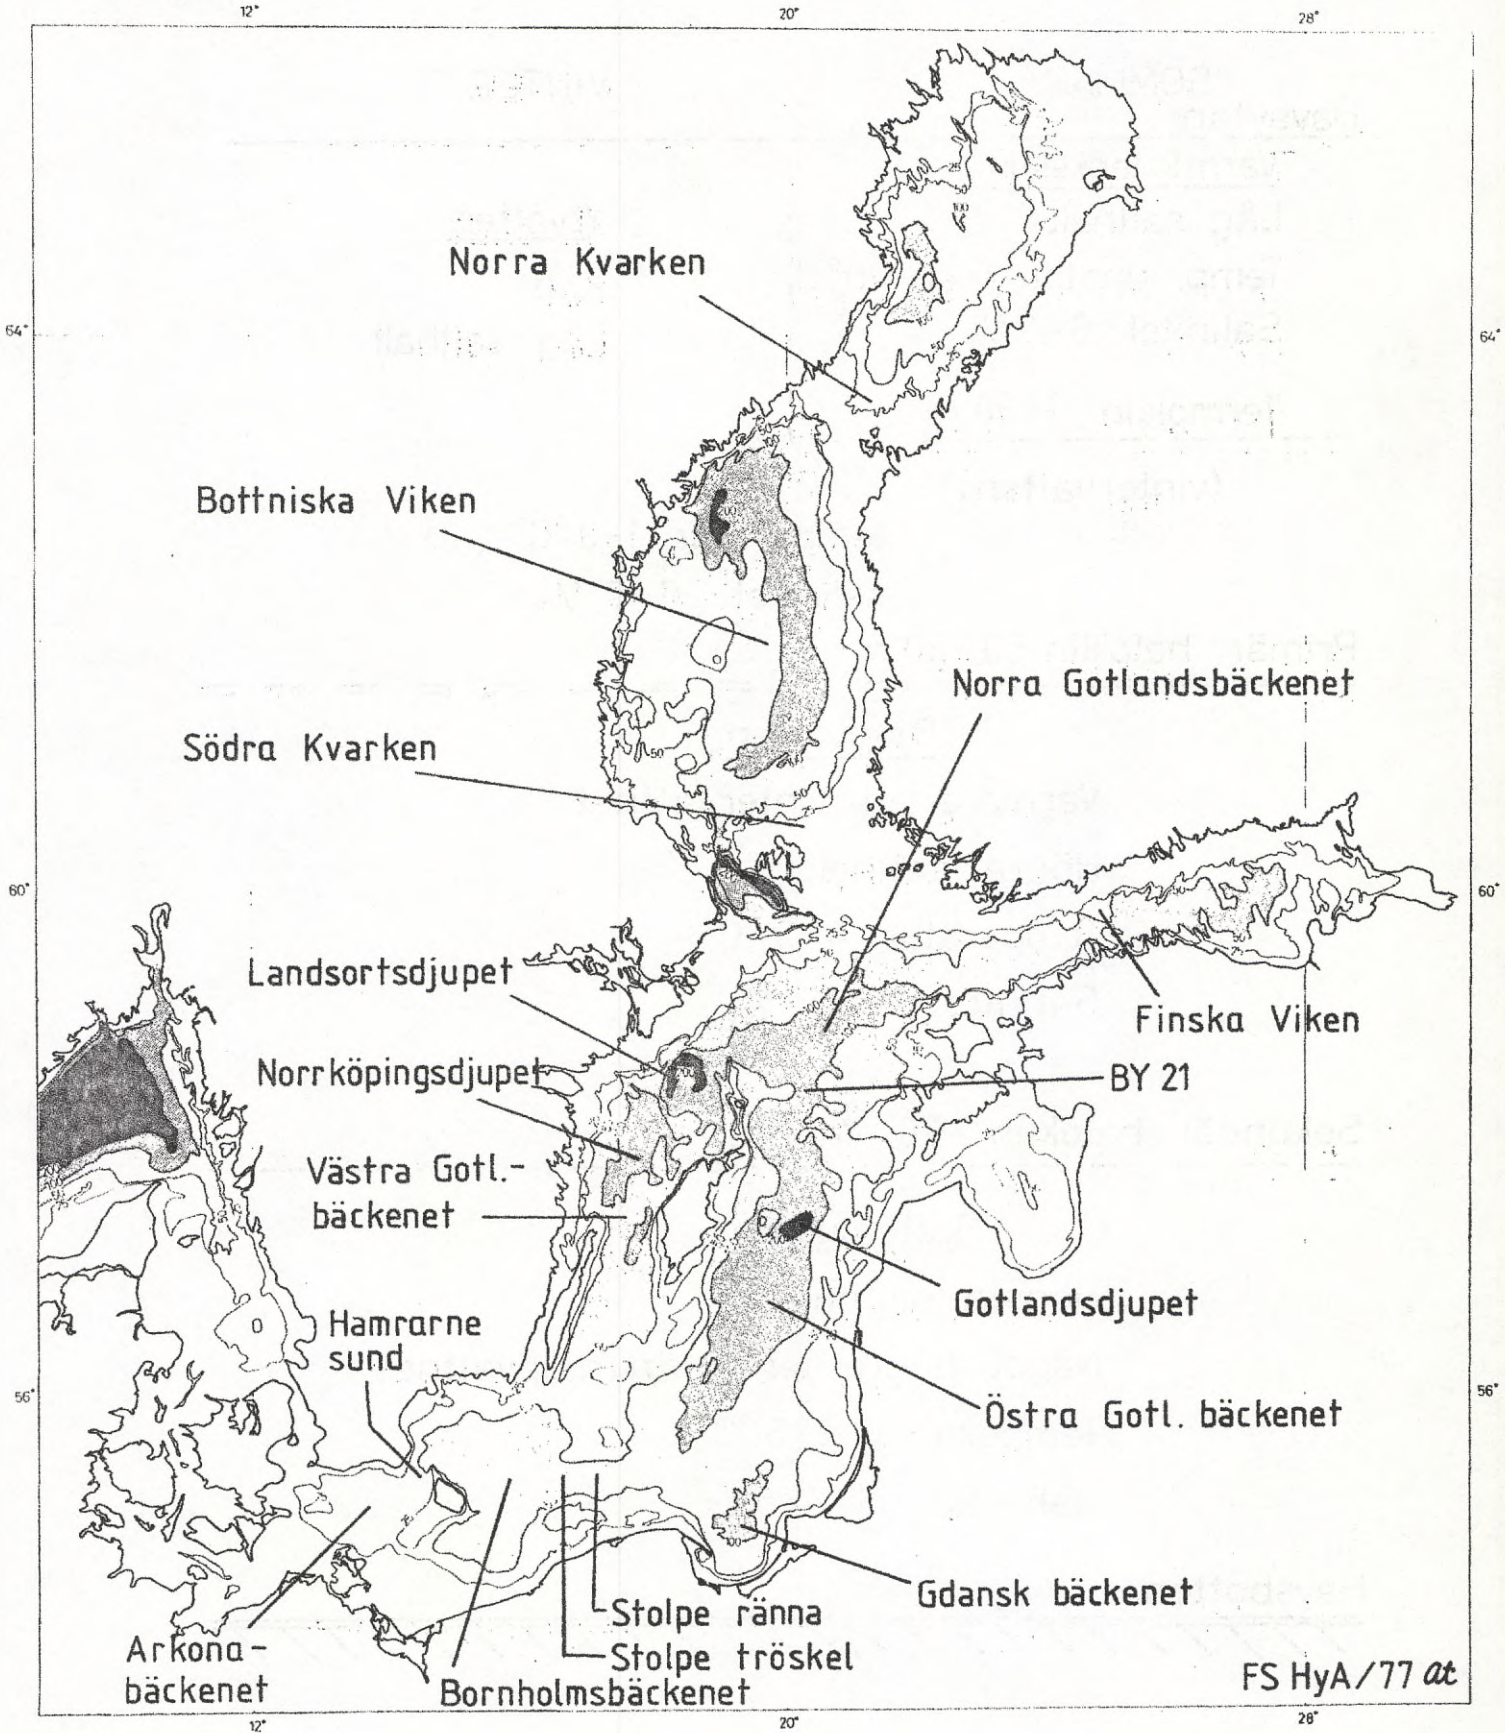 12° 20° 28°
Norra Kvarken
64° 64°
Bottniska Viken
Norra Gotlandsbäckenet
Södra Kvarken
60° 60°
Landsortsdjupet
Finska Viken
Norrköpingsdjupet
BY 21
Västra Gotl.-
bäckenet
Gotlandsdjupet
Hamrarne
sund
56° 56°
Östra Gotl. bäckenet
Gdansk bäckenet
Stolpe ränna
Stolpe tröskel
Arkona-
bäckenet
Bornholmsbäckenet
FS HyA/77 at
12° 20° 28°